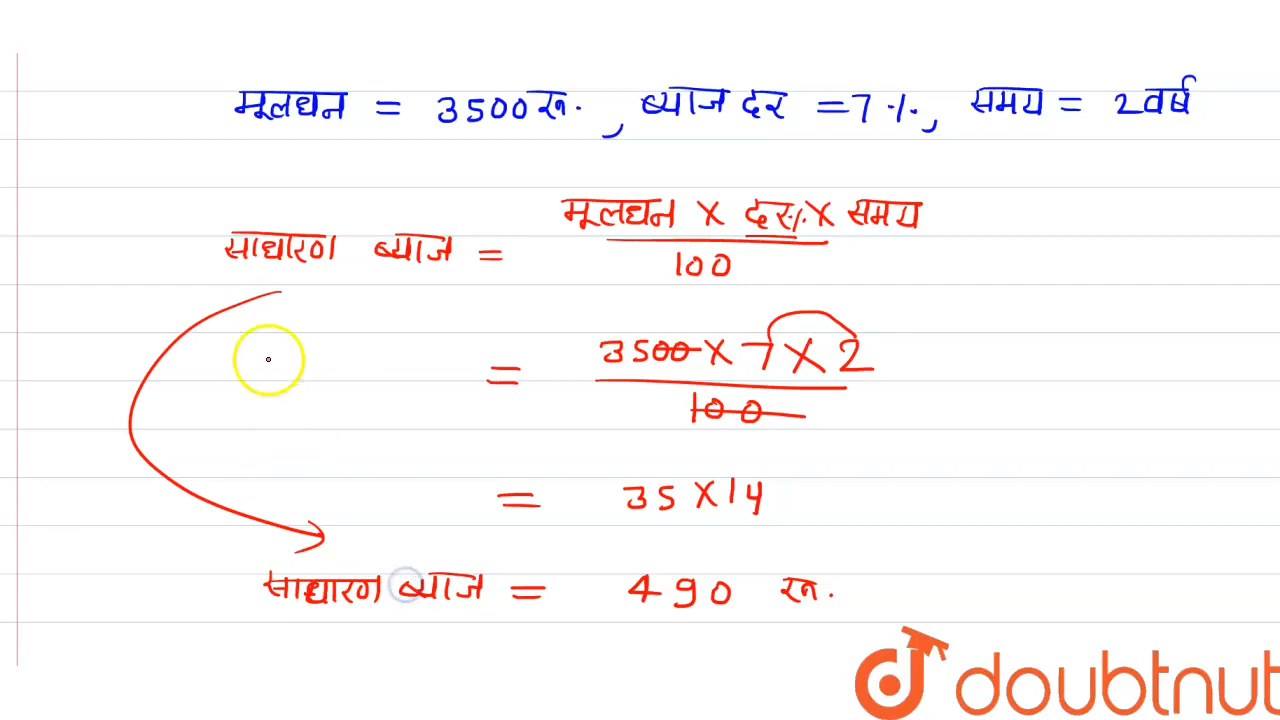 मूलधन = 3500 रू. , ब्याज दर = 7 %, समय = 2 वर्ष
साधारण ब्याज = मूलधन X दर% X समय
100
= 3500 X 7 X 2
100
= 35 X 14
साधारण ब्याज = 490 रू.
doubtnut